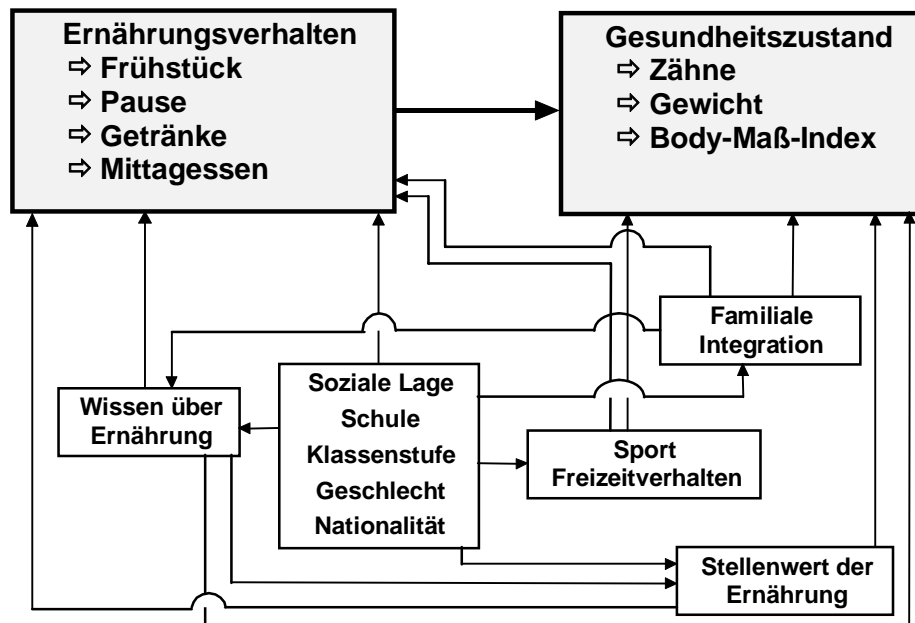 Ernährungsverhalten
⇨ Frühstück
⇨ Pause
⇨ Getränke
⇨ Mittagessen
Gesundheitszustand
⇨ Zähne
⇨ Gewicht
⇨ Body-Maß-Index
Familiale
Integration
Wissen über
Ernährung
Soziale Lage
Schule
Klassenstufe
Geschlecht
Nationalität
Sport
Freizeitverhalten
Stellenwert der
Ernährung